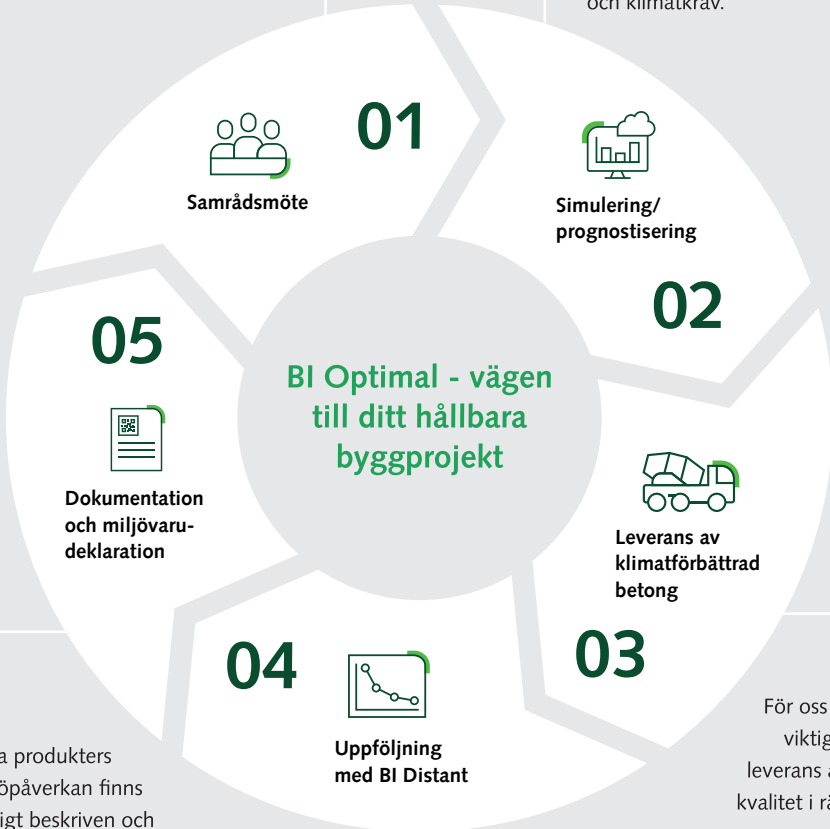 och klimatkrav.
01
Samrådsmöte
Simulering/
prognostisering
02
BI Optimal - vägen
till ditt hållbara
byggprojekt
Leverans av
klimatförbättrad
betong
03
04
Uppföljning
med BI Distant
05
Dokumentation
och miljövaru-
deklaration
För oss
viktig
leverans
kvalitet i
produkters
finns
beskriven och